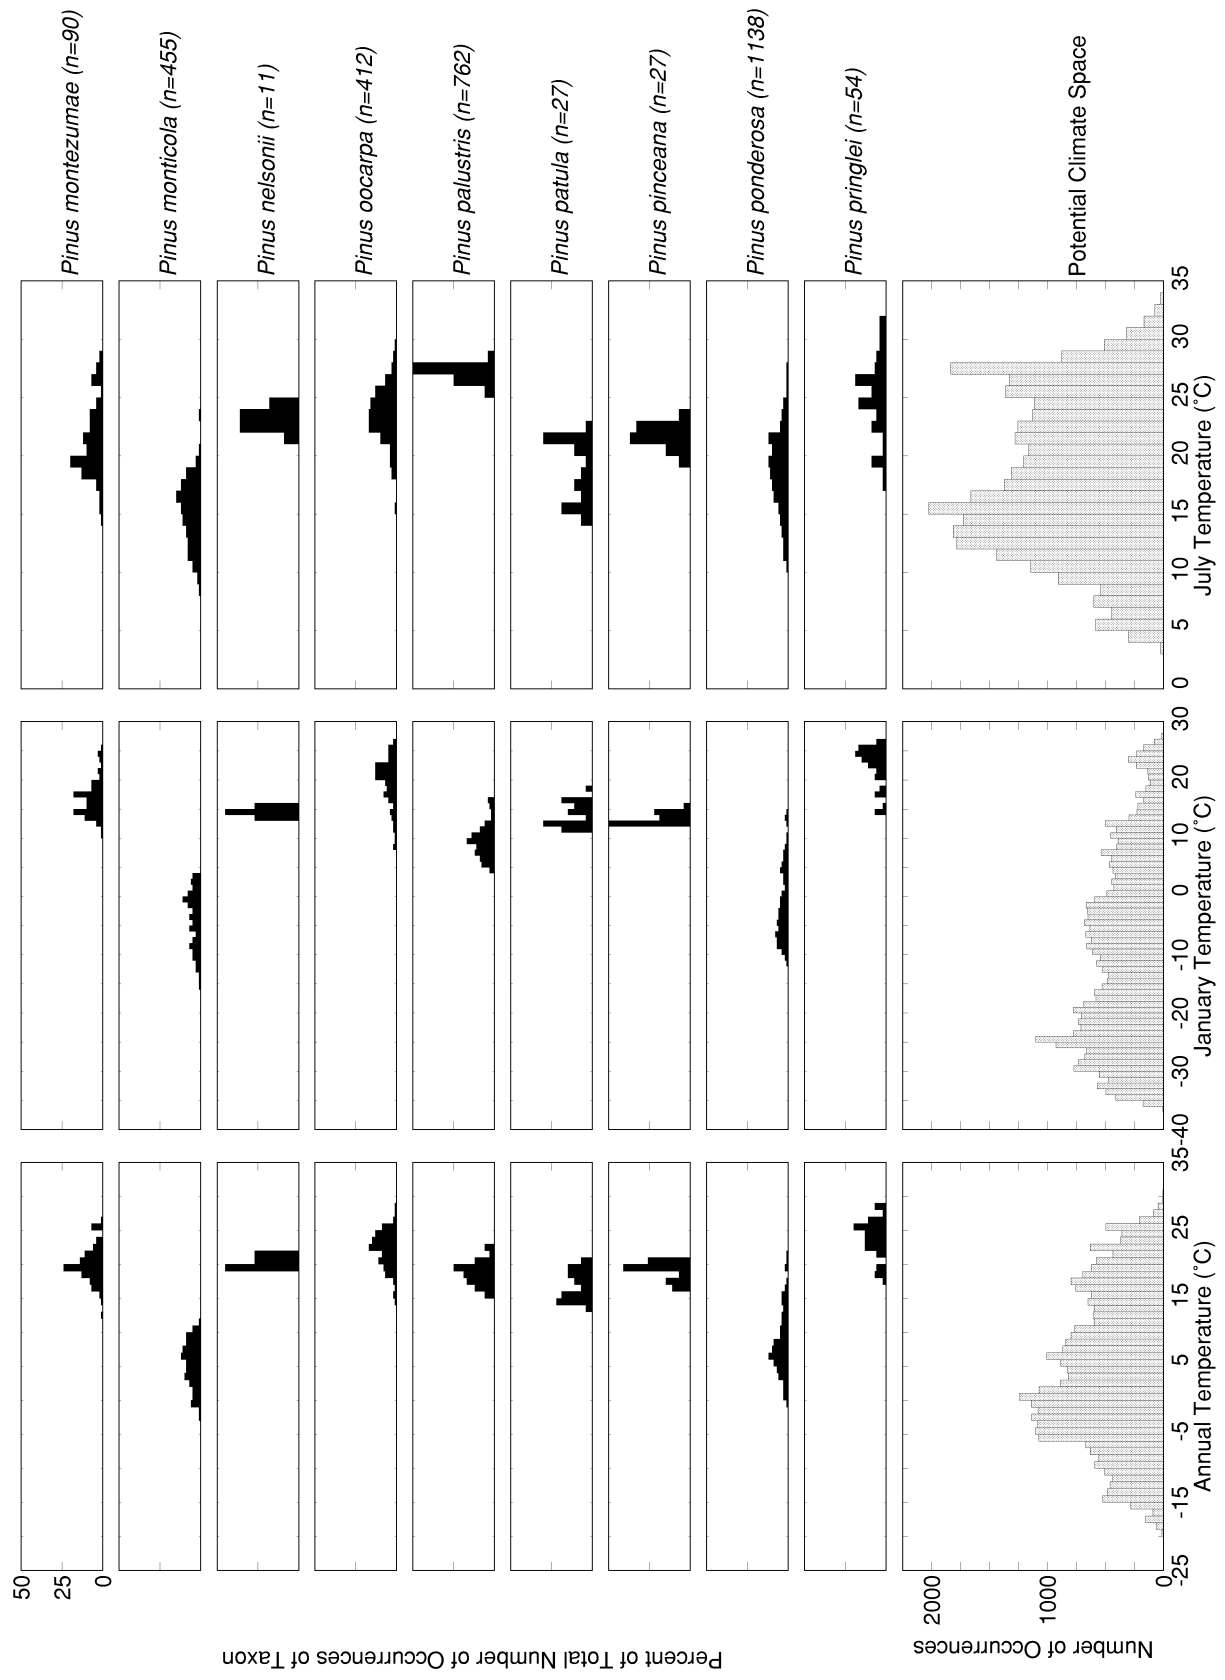 Percent of Total Number of Occurrences of Taxon
50
25
0
Pinus montezumae (n=90)
Pinus monticola (n=455)
Pinus nelsonii (n=11)
Pinus oocarpa (n=412)
Pinus palustris (n=762)
Pinus patula (n=27)
Pinus pinceana (n=27)
Pinus ponderosa (n=1138)
Pinus pringlei (n=54)
Potential Climate Space
Number of Occurrences
2000
1000
0
-25 -15 -5 5 15 25 35
Annual Temperature (°C)
-40 -30 -20 -10 0 10 20 30
January Temperature (°C)
0 5 10 15 20 25 30 35
July Temperature (°C)